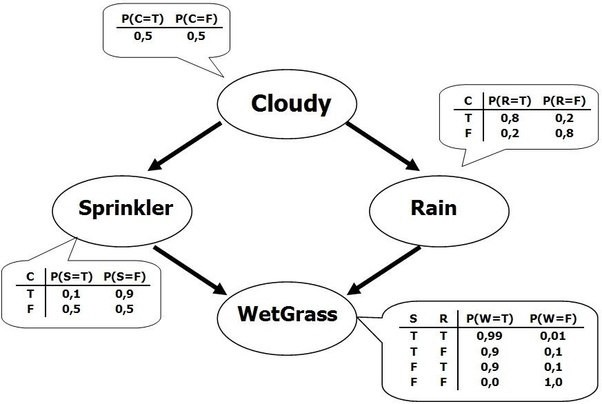 P(C=T) P(C=F)
0,5 0,5
Cloudy
C P(R=T) P(R=F)
T 0,8 0,2
F 0,2 0,8
Sprinkler
Rain
C P(S=T) P(S=F)
T 0,1 0,9
F 0,5 0,5
WetGrass
S R P(W=T) P(W=F)
T T 0,99 0,01
T F 0,9 0,1
F T 0,9 0,1
F F 0,0 1,0